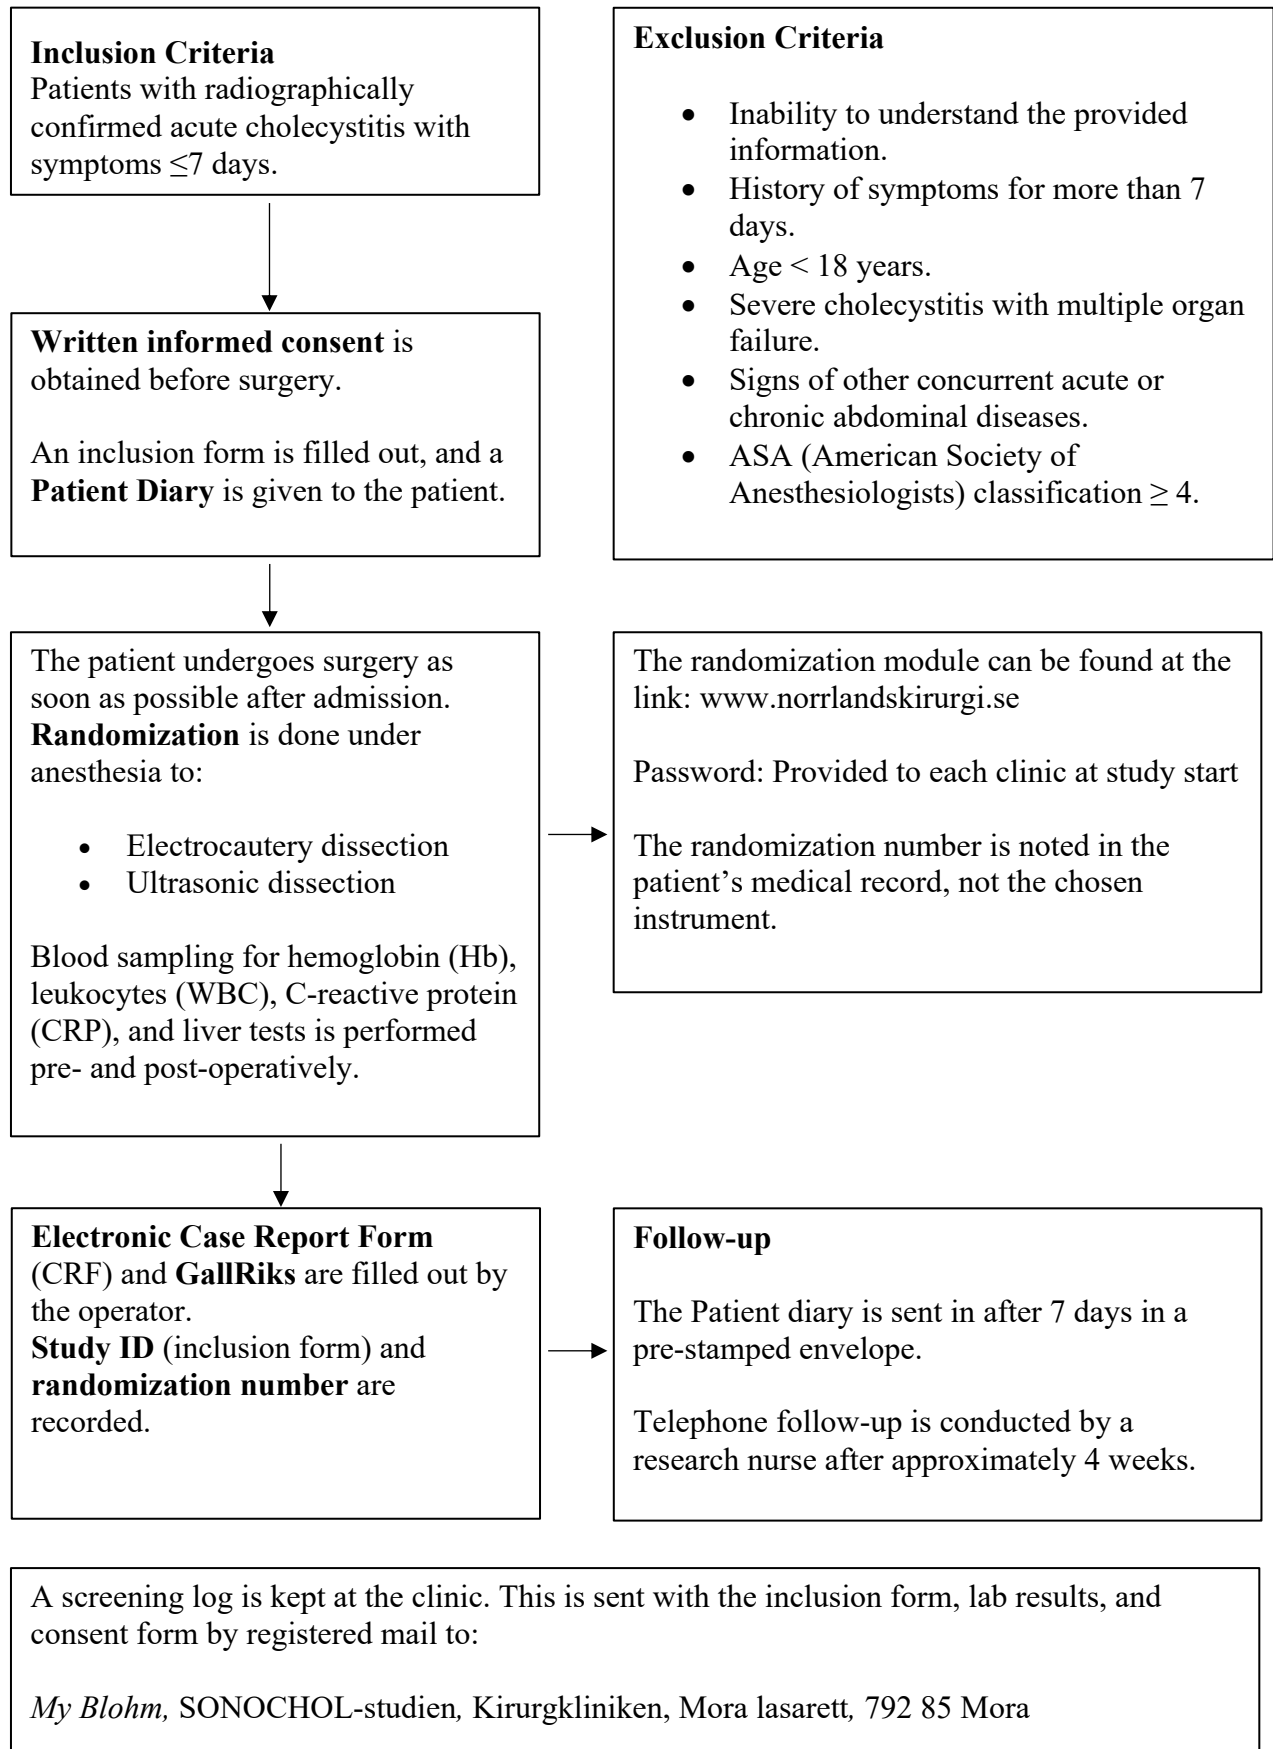 Inclusion Criteria
Patients with radiographically
confirmed acute cholecystitis with
symptoms ≤7 days.
Exclusion Criteria
• Inability to understand the provided
information.
• History of symptoms for more than 7
days.
• Age < 18 years.
• Severe cholecystitis with multiple organ
failure.
• Signs of other concurrent acute or
chronic abdominal diseases.
• ASA (American Society of
Anesthesiologists) classification ≥ 4.
Written informed consent is
obtained before surgery.
An inclusion form is filled out, and a
Patient Diary is given to the patient.
The patient undergoes surgery as
soon as possible after admission.
Randomization is done under
anesthesia to:
• Electrocautery dissection
• Ultrasonic dissection
Blood sampling for hemoglobin (Hb),
leukocytes (WBC), C-reactive protein
(CRP), and liver tests is performed
pre- and post-operatively.
The randomization module can be found at the
link: www.norrlandskirurgi.se
Password: Provided to each clinic at study start
The randomization number is noted in the
patient’s medical record, not the chosen
instrument.
Electronic Case Report Form
(CRF) and GallRiks are filled out by
the operator.
Study ID (inclusion form) and
randomization number are
recorded.
Follow-up
The Patient diary is sent in after 7 days in a
pre-stamped envelope.
Telephone follow-up is conducted by a
research nurse after approximately 4 weeks.
A screening log is kept at the clinic. This is sent with the inclusion form, lab results, and
consent form by registered mail to:
My Blohm, SONOCHOL-studien, Kirurgkliniken, Mora lasarett, 792 85 Mora